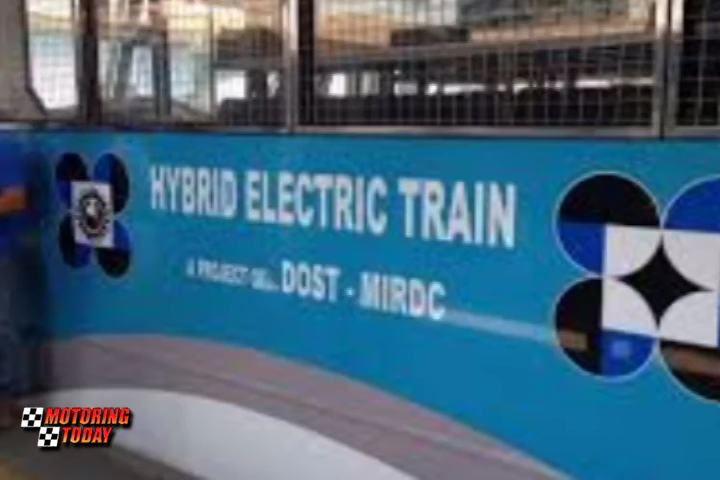 HYBRID ELECTRIC TRAIN
A PROJECT DOST - MIRDC
MOTORING
TODAY